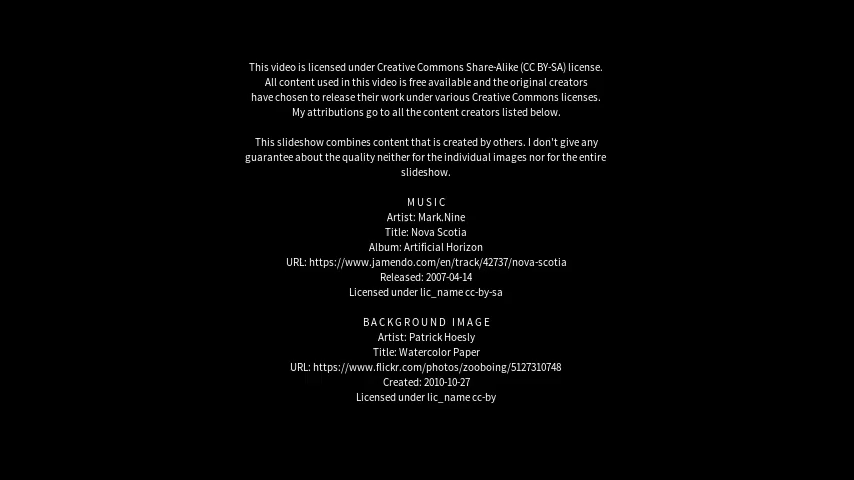 This video is licensed under Creative Commons Share-Alike (CC BY-SA) license.
All content used in this video is free available and the original creators
have chosen to release their work under various Creative Commons licenses.
My attributions go to all the content creators listed below.
This slideshow combines content that is created by others. I don't give any
guarantee about the quality neither for the individual images nor for the entire
slideshow.
MUSIC
Artist: Mark.Nine
Title: Nova Scotia
Album: Artificial Horizon
URL: https://www.jamendo.com/en/track/42737/nova-scotia
Released: 2007-04-14
Licensed under lic_name cc-by-sa
BACKGROUND IMAGE
Artist: Patrick Hoesly
Title: Watercolor Paper
URL: https://www.flickr.com/photos/zooboing/5127310748
Created: 2010-10-27
Licensed under lic_name cc-by